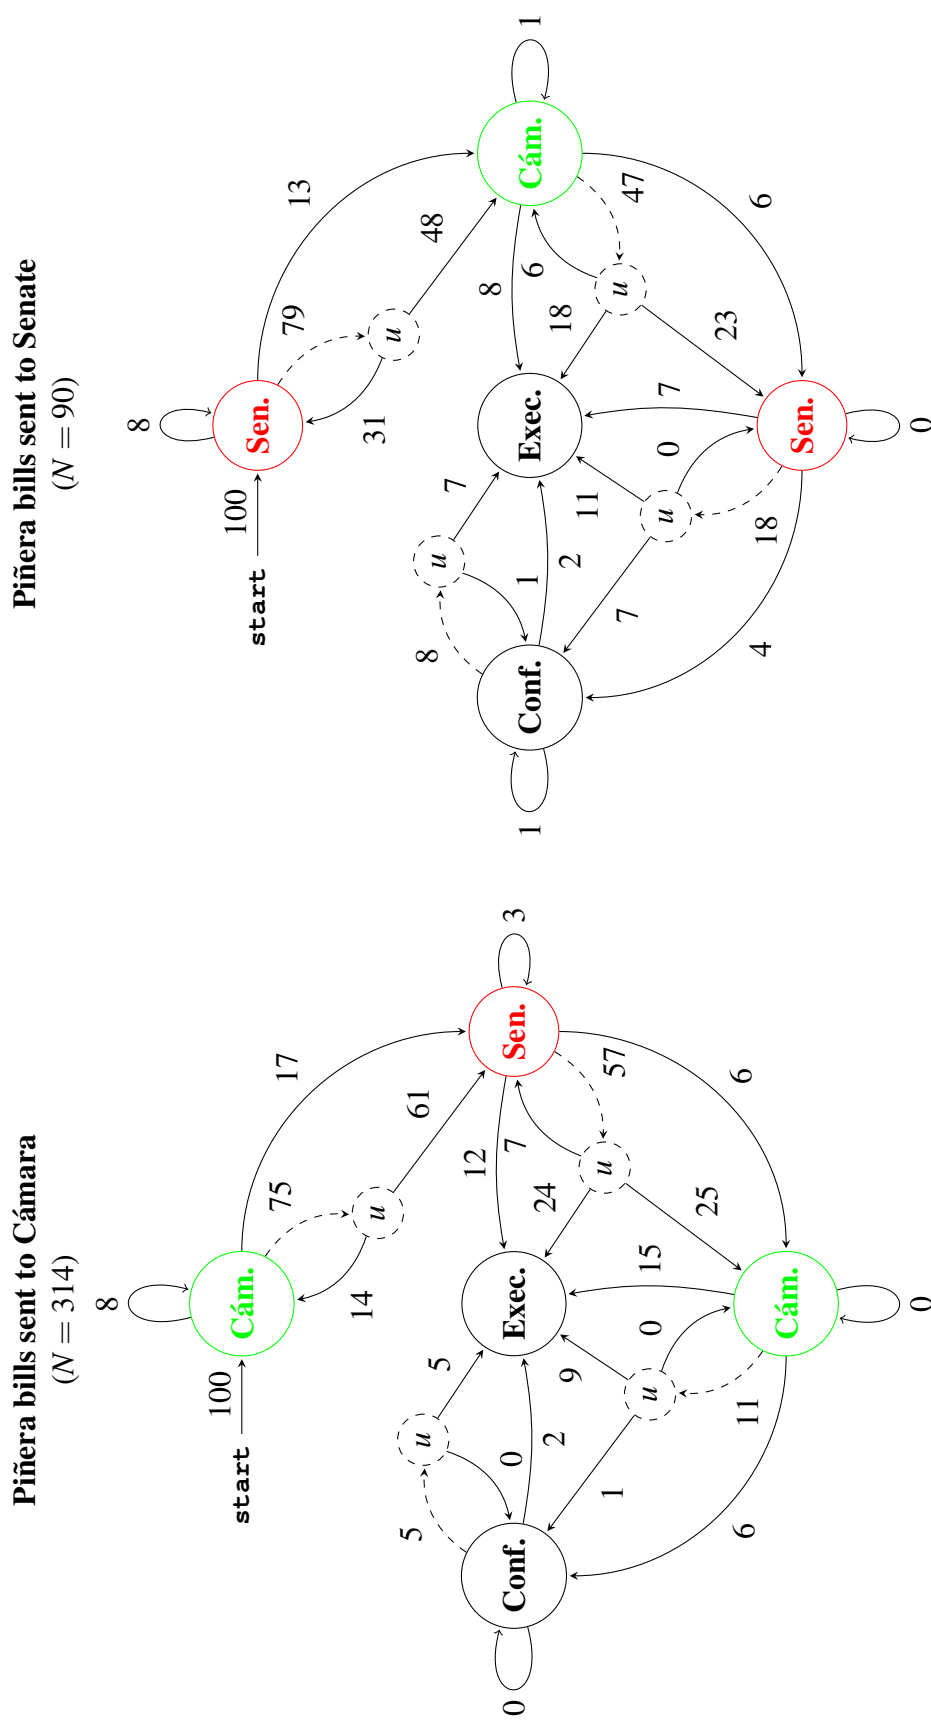 Piñera bills sent to Cámara
(N = 314)
8
Cám.
start
100
17
75
u
14
61
Sen.
3
12
7
57
u
24
25
6
Exec.
15
5
u
5
0
2
Conf.
0
9
0
u
1
11
6
Cám.
0
Piñera bills sent to Senate
(N = 90)
8
Sen.
start
100
13
79
u
31
48
Cám.
1
8
6
47
u
18
23
6
Exec.
7
7
u
8
1
2
Conf.
1
11
0
u
7
18
4
Sen.
0